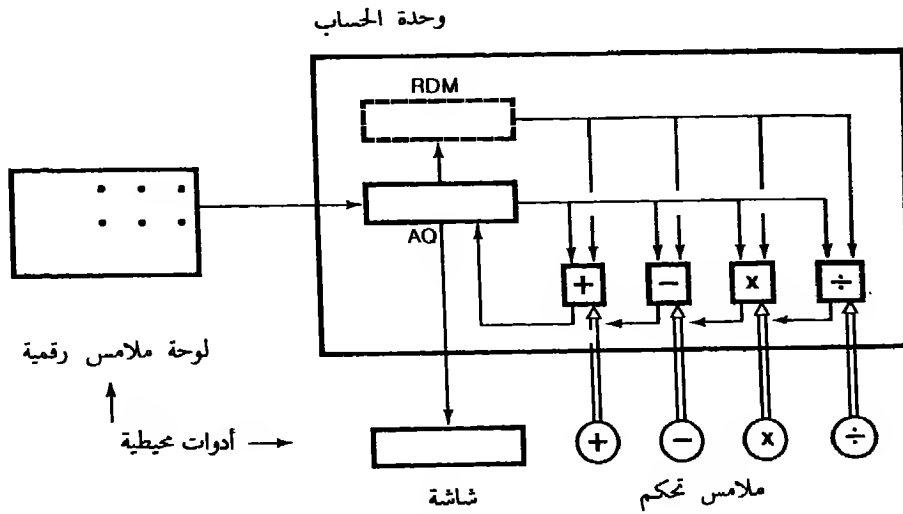 وحدة الحساب
RDM
AQ
+ − × ÷
لوحة ملامس رقمية
أدوات محيطية
+ − × ÷
شاشة
ملامس تحكم